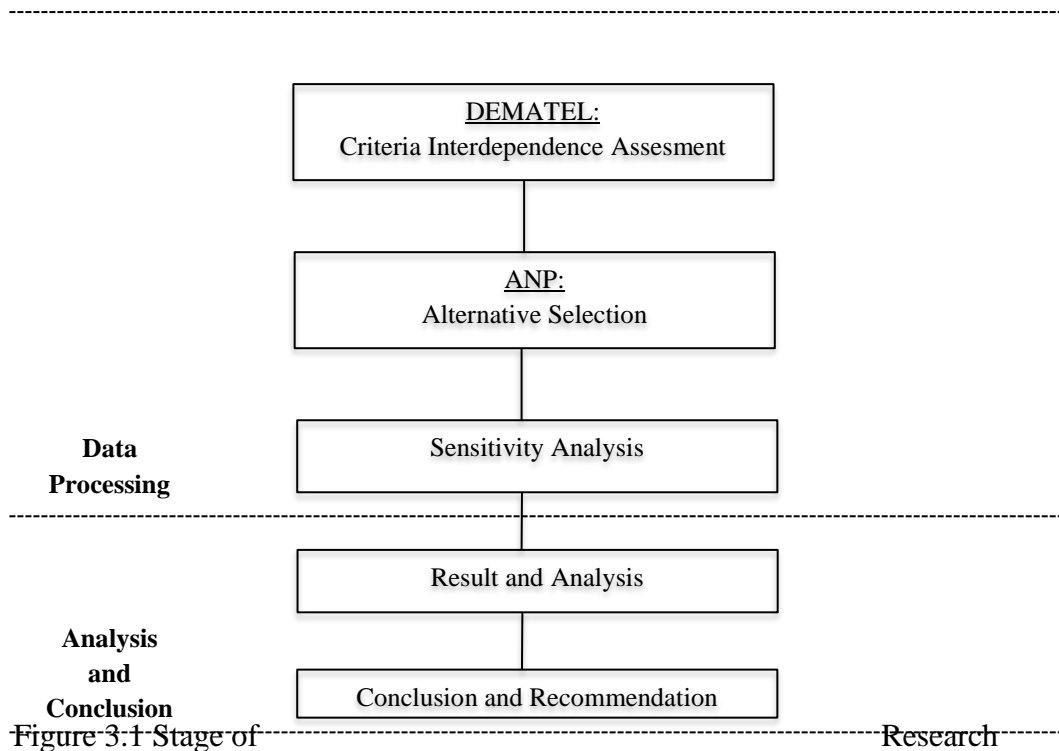 DEMATEL:
Criteria Interdependence Assesment
ANP:
Alternative Selection
Data
Processing
Sensitivity Analysis
Result and Analysis
Analysis
and
Conclusion
Conclusion and Recommendation
Figure 3.1 Stage of Research